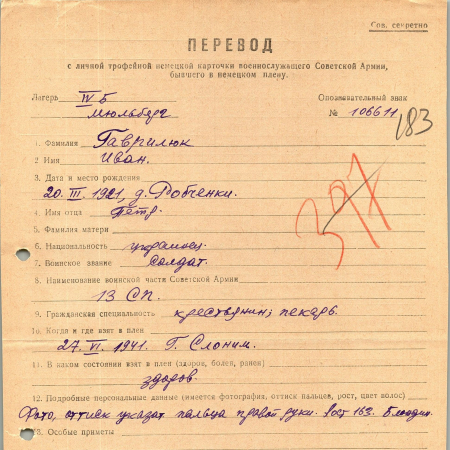 Сов. секретно
ПЕРЕВОД
с личной трофейной немецкой карточки военнослужащего Советской Армии,
бывшего в немецком плену.
Лагерь IV Б
мюльберг
Опознавательный знак
№ 106611
183
397
1. Фамилия Гаврилюк
2 Имя Иван.
3. Дата и место рождения
20. III. 1921, д. Робченки.
4. Имя отца Петр.
5. Фамилия матери
6. Национальность украинец.
7. Воинское звание солдат.
8. Наименование воинской части Советской Армии
13 СП.
9. Гражданская специальность крестьянин; пекарь.
10. Когда и где взят в плен
27. VI. 1941. Г. Слоним.
11. В каком состоянии взят в плен (здоров, болен, ранен)
здоров.
12. Подробные персональные данные (имеется фотография, оттиск пальцев, рост, цвет волос)
Фото, оттиск указат. пальца правой руки. Рост 163. Блондин.
13. Особые приметы